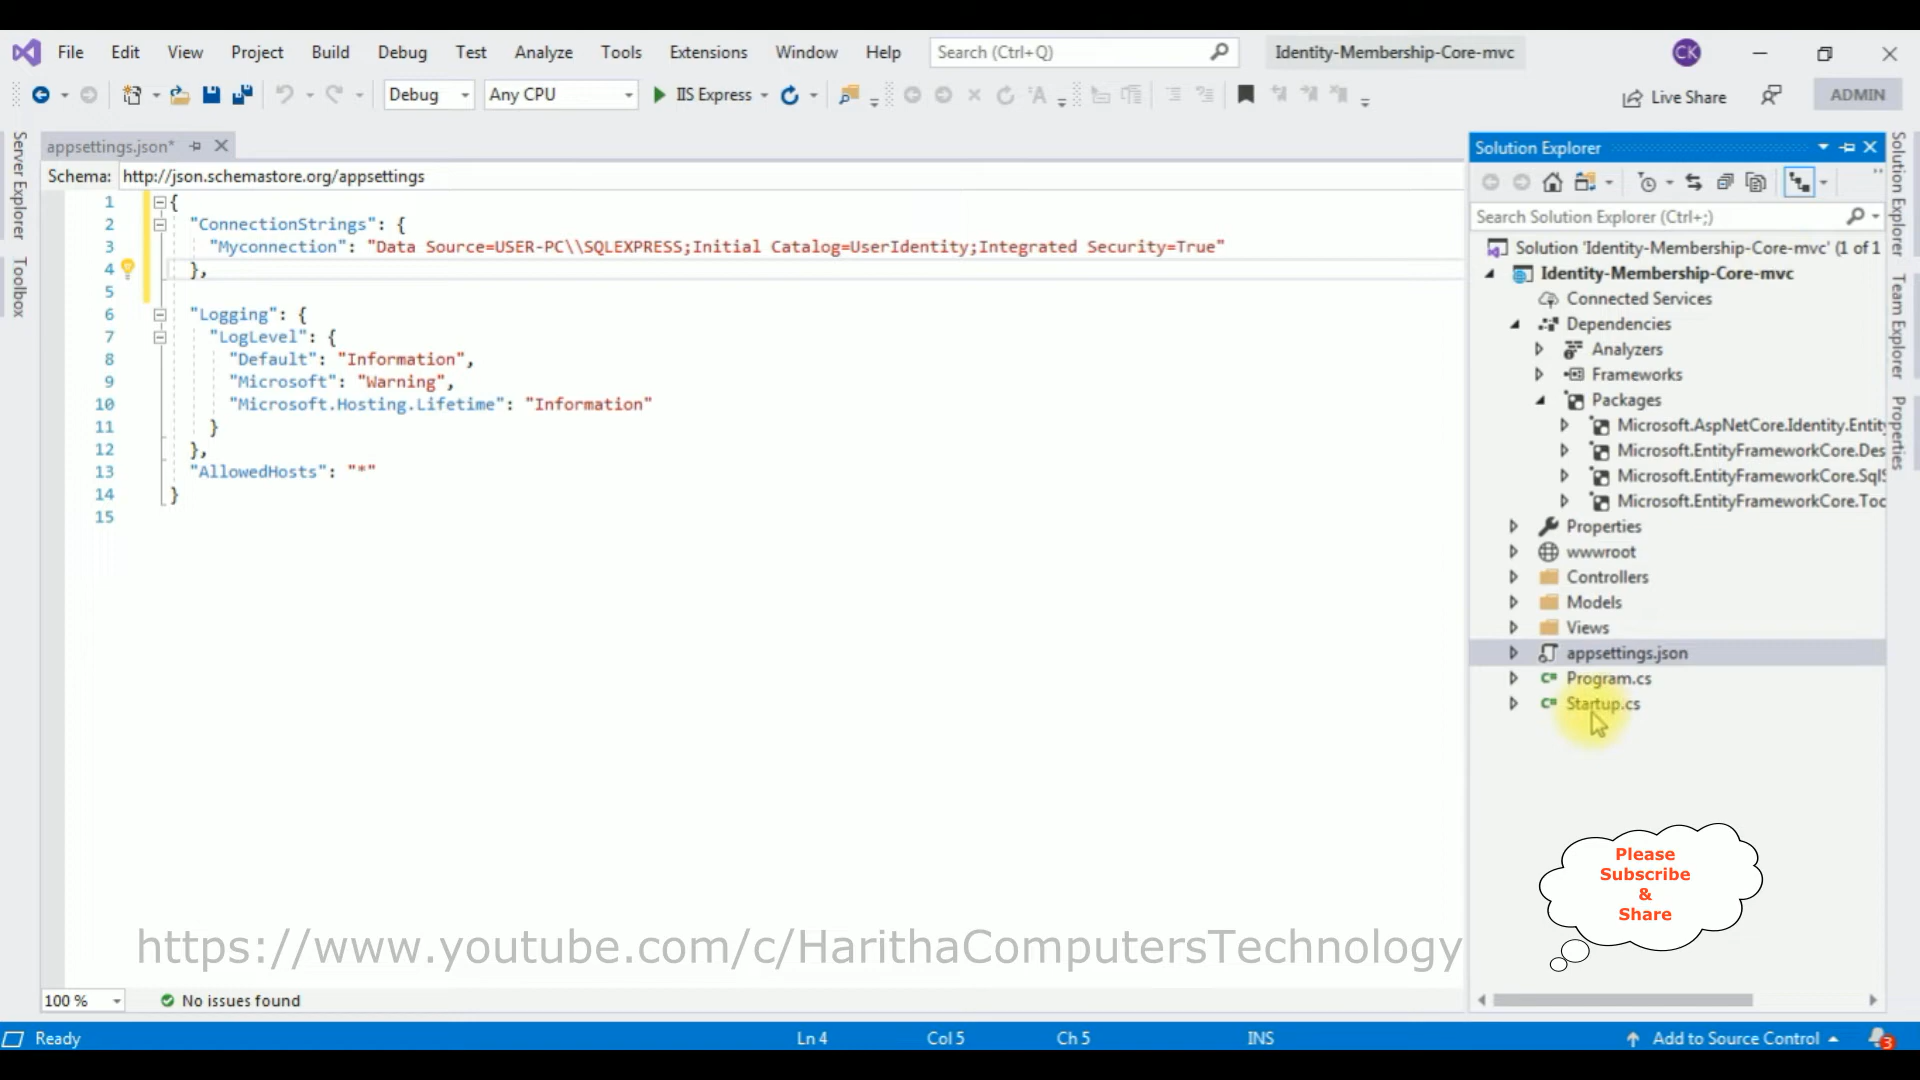 File Edit View Project Build Debug Test Analyze Tools Extensions Window Help Search (Ctrl+Q) Identity-Membership-Core-mvc CK
Debug Any CPU IIS Express Live Share ADMIN
Server Explorer
Toolbox
appsettings.json*
Schema: http://json.schemastore.org/appsettings
1 {
2 "ConnectionStrings": {
3 "Myconnection": "Data Source=USER-PC\\SQLEXPRESS;Initial Catalog=UserIdentity;Integrated Security=True"
4 },
5
6 "Logging": {
7 "LogLevel": {
8 "Default": "Information",
9 "Microsoft": "Warning",
10 "Microsoft.Hosting.Lifetime": "Information"
11 }
12 },
13 "AllowedHosts": "*"
14 }
15
Solution Explorer
Search Solution Explorer (Ctrl+;)
Solution 'Identity-Membership-Core-mvc' (1 of 1
Identity-Membership-Core-mvc
Connected Services
Dependencies
Analyzers
Frameworks
Packages
Microsoft.AspNetCore.Identity.Entity
Microsoft.EntityFrameworkCore.Des
Microsoft.EntityFrameworkCore.SqlS
Microsoft.EntityFrameworkCore.Too
Properties
wwwroot
Controllers
Models
Views
appsettings.json
Program.cs
Startup.cs
Solution Explorer
Team Explorer
Properties
Please
Subscribe
&
Share
https://www.youtube.com/c/HarithaComputersTechnology
100 % No issues found
Ready Ln 4 Col 5 Ch 5 INS Add to Source Control 3